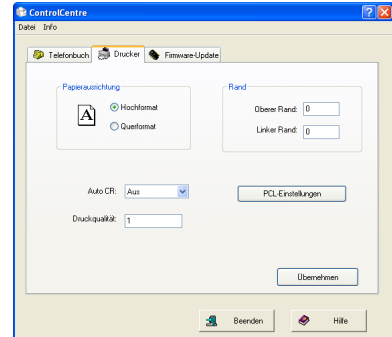 ControlCentre
Datei Info
Telefonbuch Drucker Firmware-Update
Papierausrichtung
A
Hochformat
Querformat
Rand
Oberer Rand: 0
Linker Rand: 0
Auto CR: Aus
PCL-Einstellungen
Druckqualität: 1
Übernehmen
Beenden Hilfe